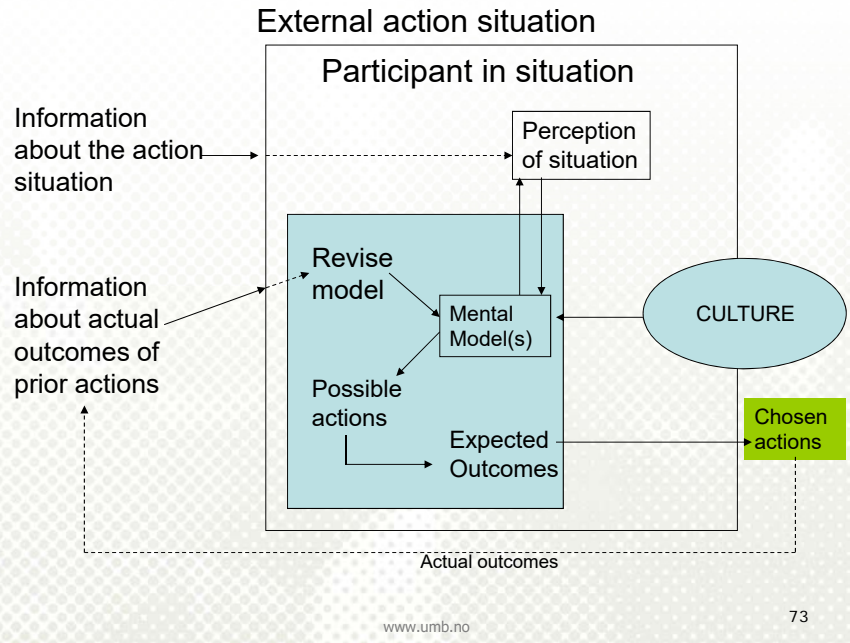 External action situation
Participant in situation
Information
about the action
situation
Perception
of situation
Revise
model
Information
about actual
outcomes of
prior actions
Mental
Model(s)
CULTURE
Possible
actions
Expected
Outcomes
Chosen
actions
Actual outcomes
www.umb.no
73